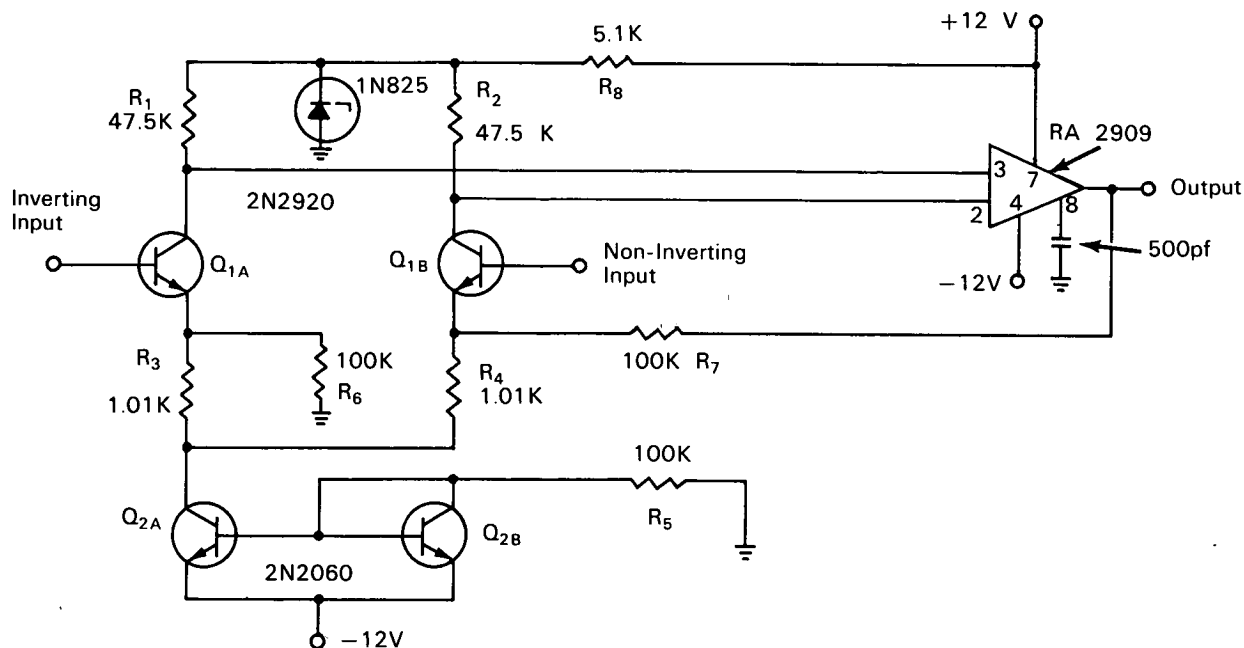 +12 V
5.1K
R8
1N825
R1
47.5K
R2
47.5 K
RA 2909
3
7
2
4
8
Output
2N2920
Inverting
Input
Q1A
Q1B
Non-Inverting
Input
-12V
500pf
R3
1.01K
100K
R6
R4
1.01K
100K R7
100K
R5
Q2A
Q2B
2N2060
-12V